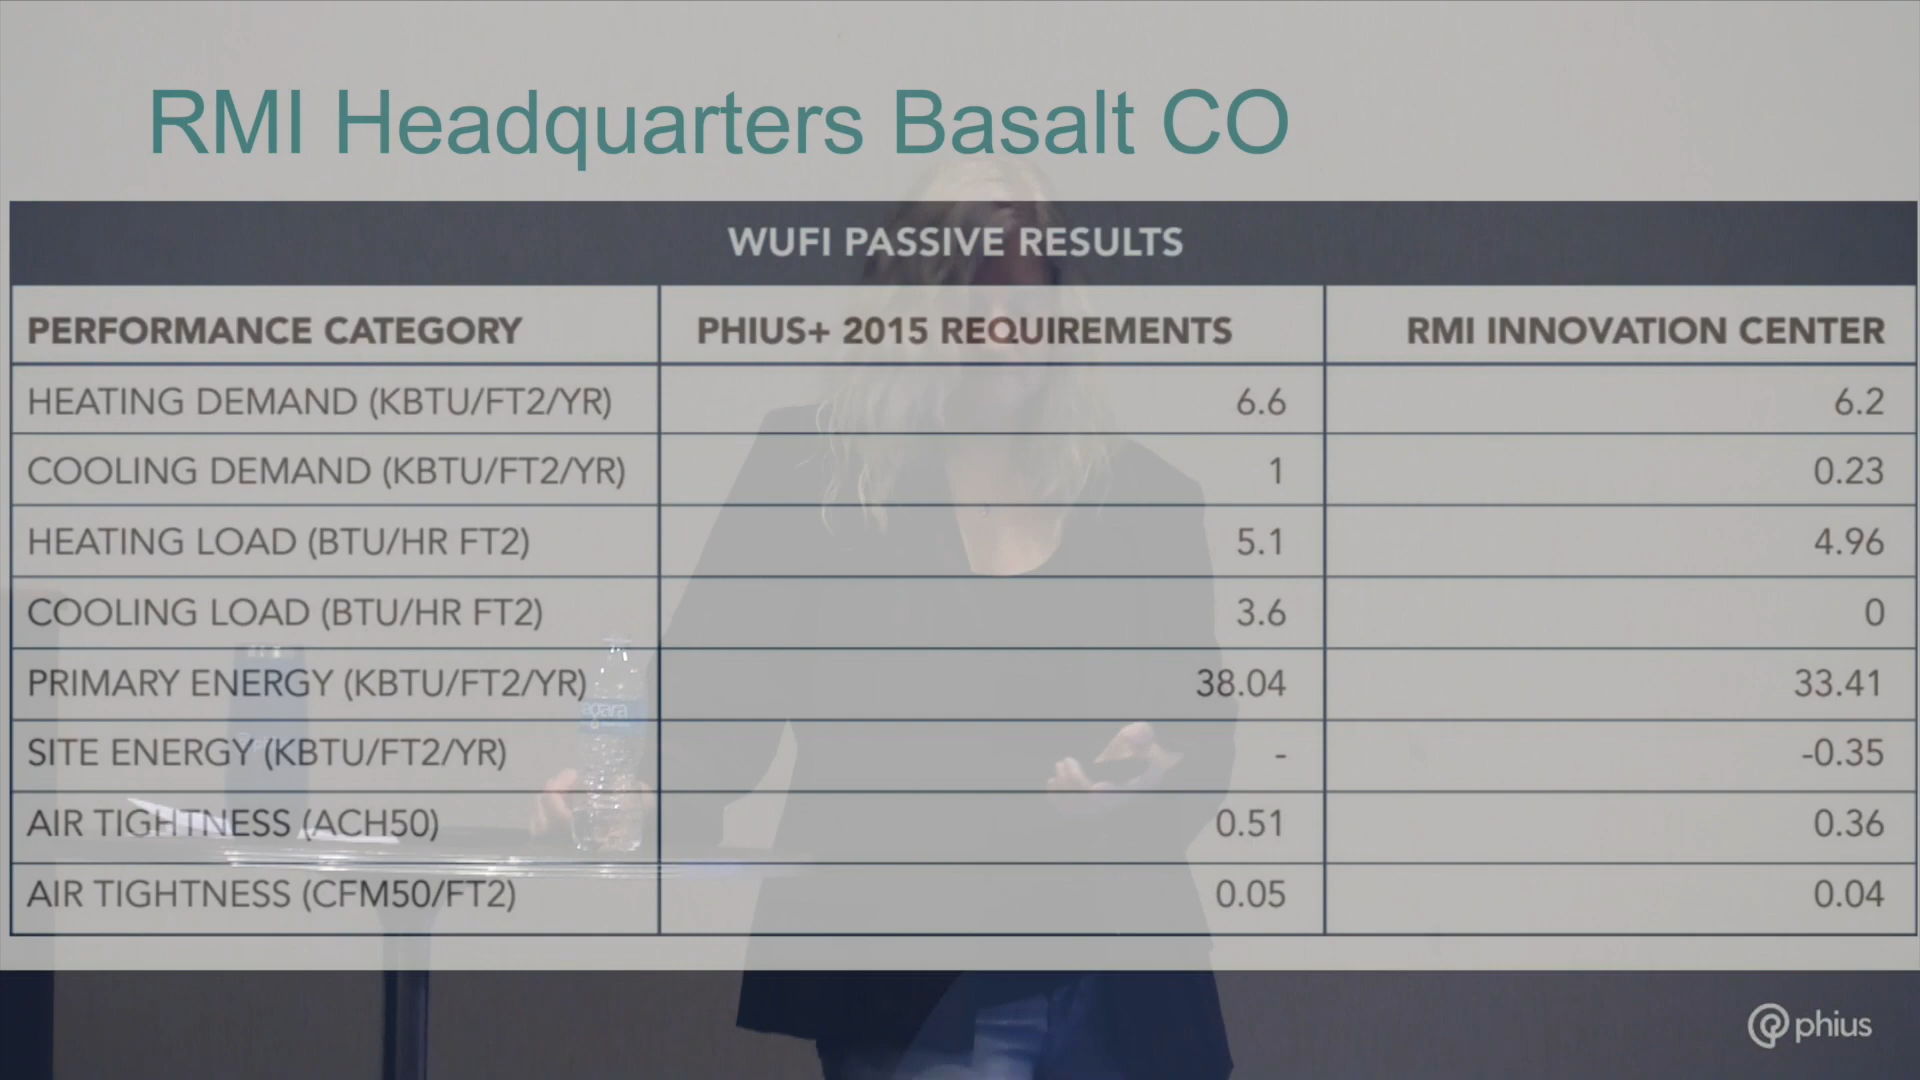 RMI Headquarters Basalt CO
WUFI PASSIVE RESULTS
PERFORMANCE CATEGORY PHIUS+ 2015 REQUIREMENTS RMI INNOVATION CENTER
HEATING DEMAND (KBTU/FT2/YR) 6.6 6.2
COOLING DEMAND (KBTU/FT2/YR) 1 0.23
HEATING LOAD (BTU/HR FT2) 5.1 4.96
COOLING LOAD (BTU/HR FT2) 3.6 0
PRIMARY ENERGY (KBTU/FT2/YR) 38.04 33.41
SITE ENERGY (KBTU/FT2/YR) - -0.35
AIR TIGHTNESS (ACH50) 0.51 0.36
AIR TIGHTNESS (CFM50/FT2) 0.05 0.04
phius